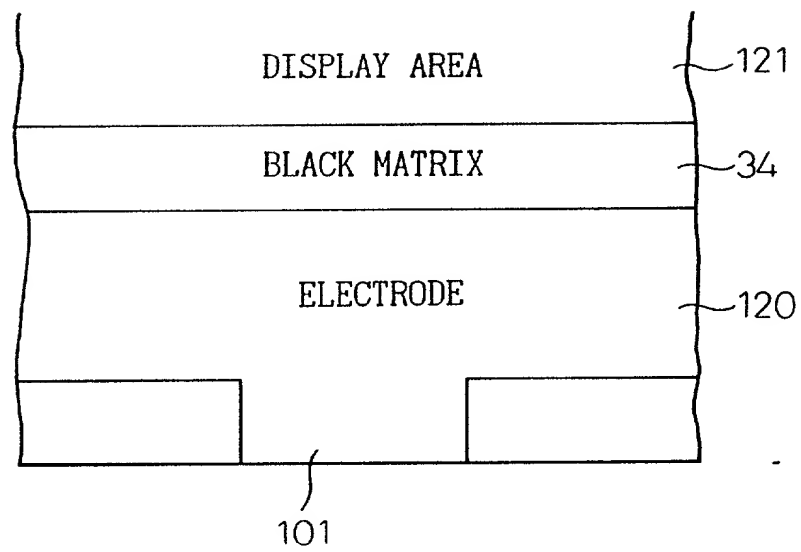 DISPLAY AREA
121
BLACK MATRIX
34
ELECTRODE
120
101